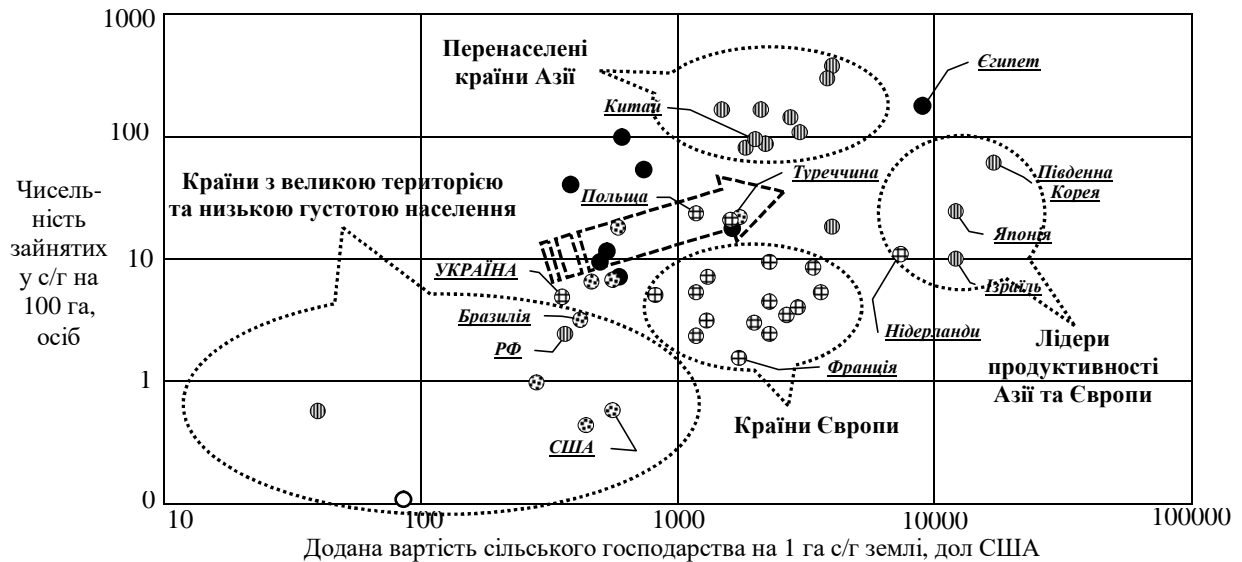 1000
Перенаселені
країни Азії
Єгипет
Китай
100
Чисель-
ність
зайнятих
у с/г на
100 га,
осіб
Країни з великою територією
та низькою густотою населення
Польща
Туреччина
Південна
Корея
Японія
10
УКРАЇНА
Ізраїль
Бразилія
РФ
Нідерланди
Лідери
продуктивності
Азії та Європи
Франція
1
Країни Європи
США
0
10
100
1000
10000
100000
Додана вартість сільського господарства на 1 га с/г землі, дол США